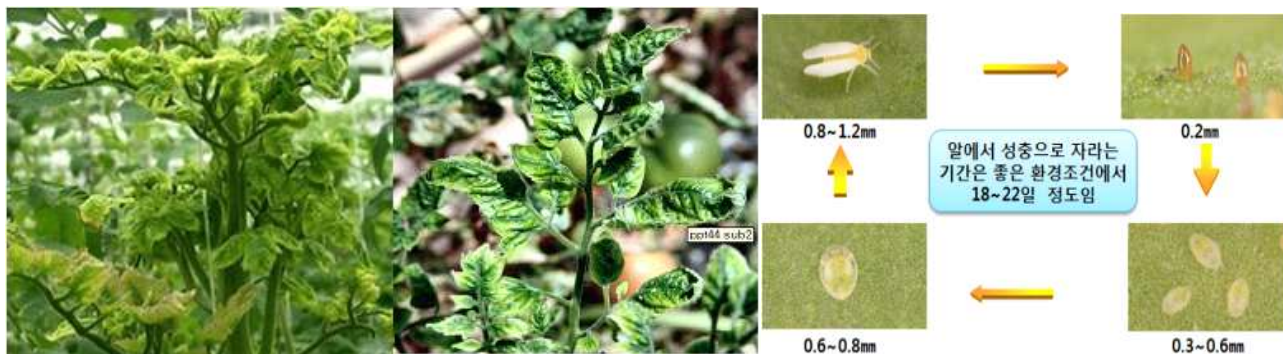 0.8~1.2㎜
0.2㎜
알에서 성충으로 자라는
기간은 좋은 환경조건에서
18~22일 정도임
ppt44 sub2
0.6~0.8㎜
0.3~0.6㎜